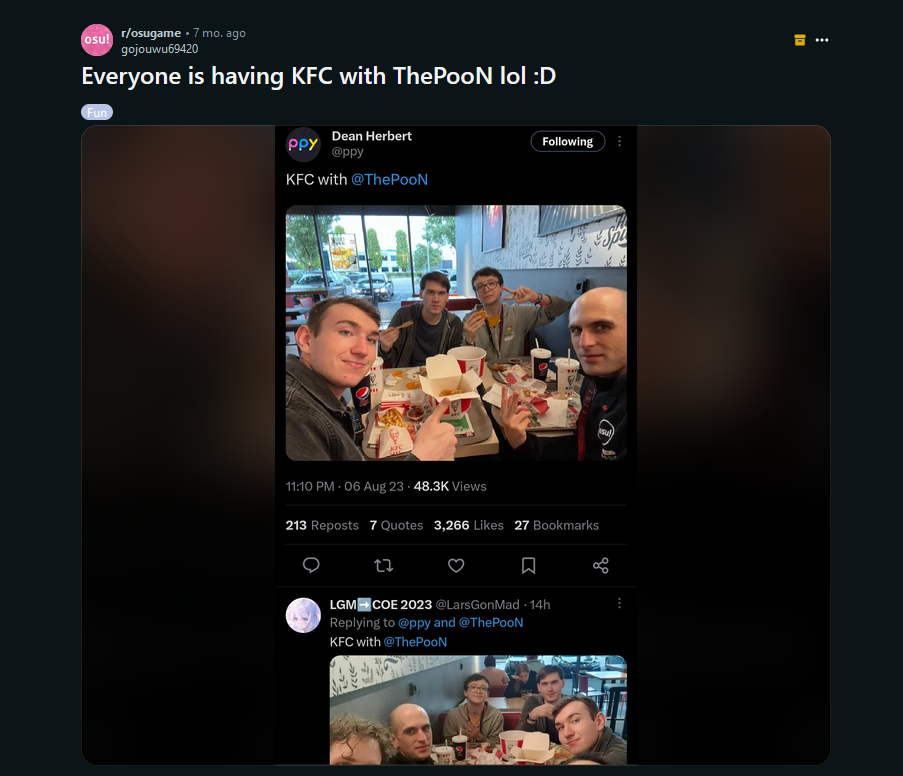 osu!
r/osugame • 7 mo. ago
gojouwu69420
Everyone is having KFC with ThePooN lol :D
Fun
ppy
Dean Herbert
@ppy
Following
KFC with @ThePooN
KFC
osu!
11:10 PM · 06 Aug 23 · 48.3K Views
213 Reposts 7 Quotes 3,266 Likes 27 Bookmarks
LGM➡️COE 2023 @LarsGonMad · 14h
Replying to @ppy and @ThePooN
KFC with @ThePooN